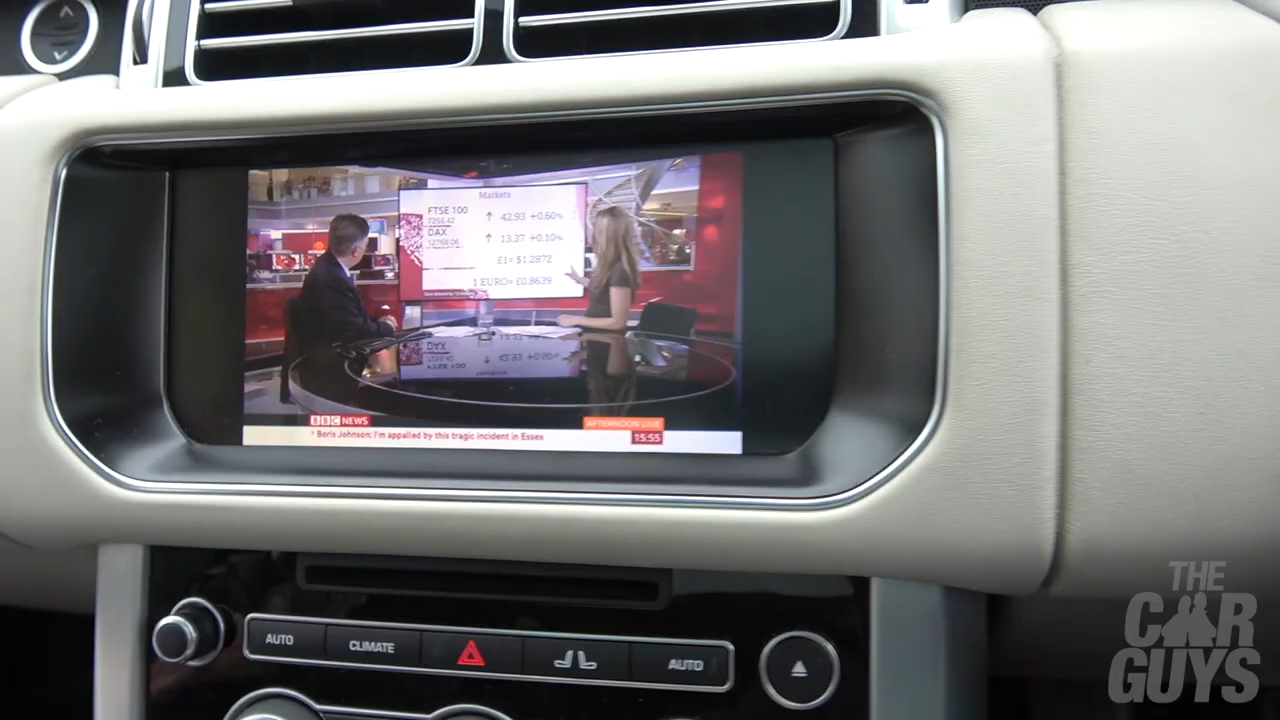 Markets
FTSE 100
7255.42
42.93 +0.60%
DAX
12768.06
13.37 +0.10%
£1= $1.2872
1 EURO= £0.8639
BBC NEWS
AFTERNOON LIVE
Boris Johnson: I'm appalled by this tragic incident in Essex
15:55
AUTO
CLIMATE
AUTO
THE
CAR
GUYS